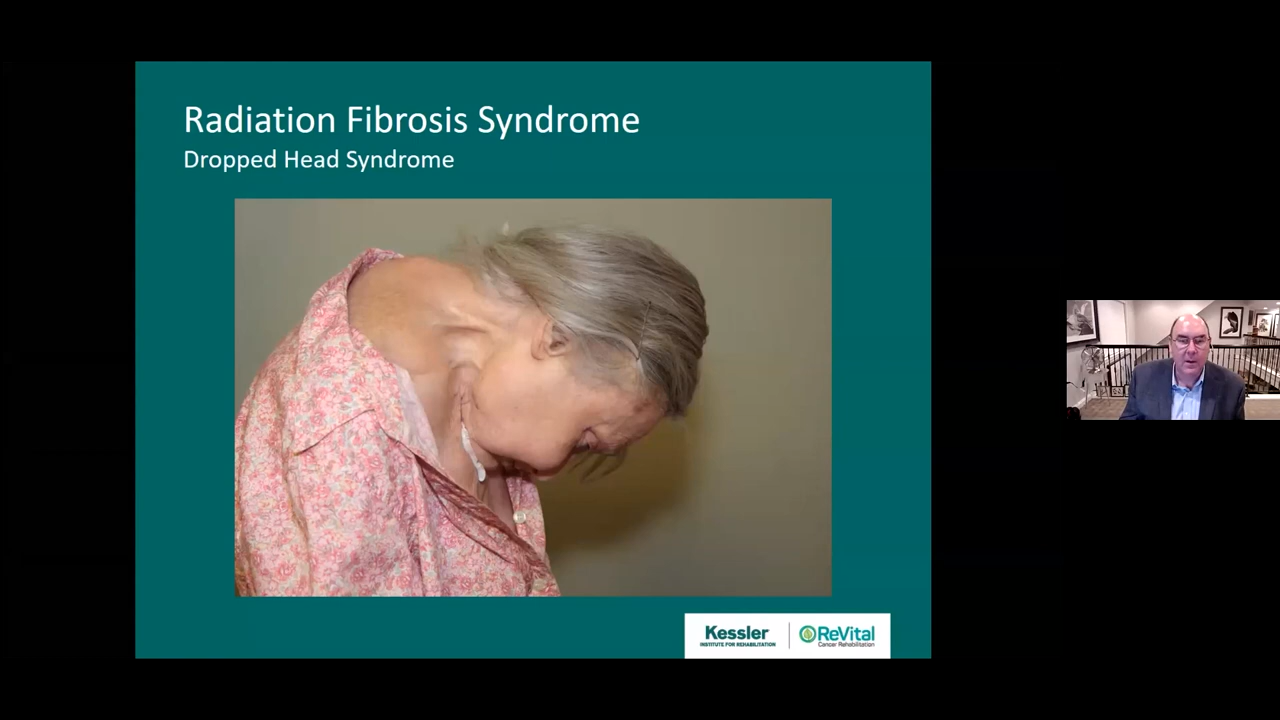 Radiation Fibrosis Syndrome
Dropped Head Syndrome
Kessler
INSTITUTE FOR REHABILITATION
ReVital
Cancer Rehabilitation